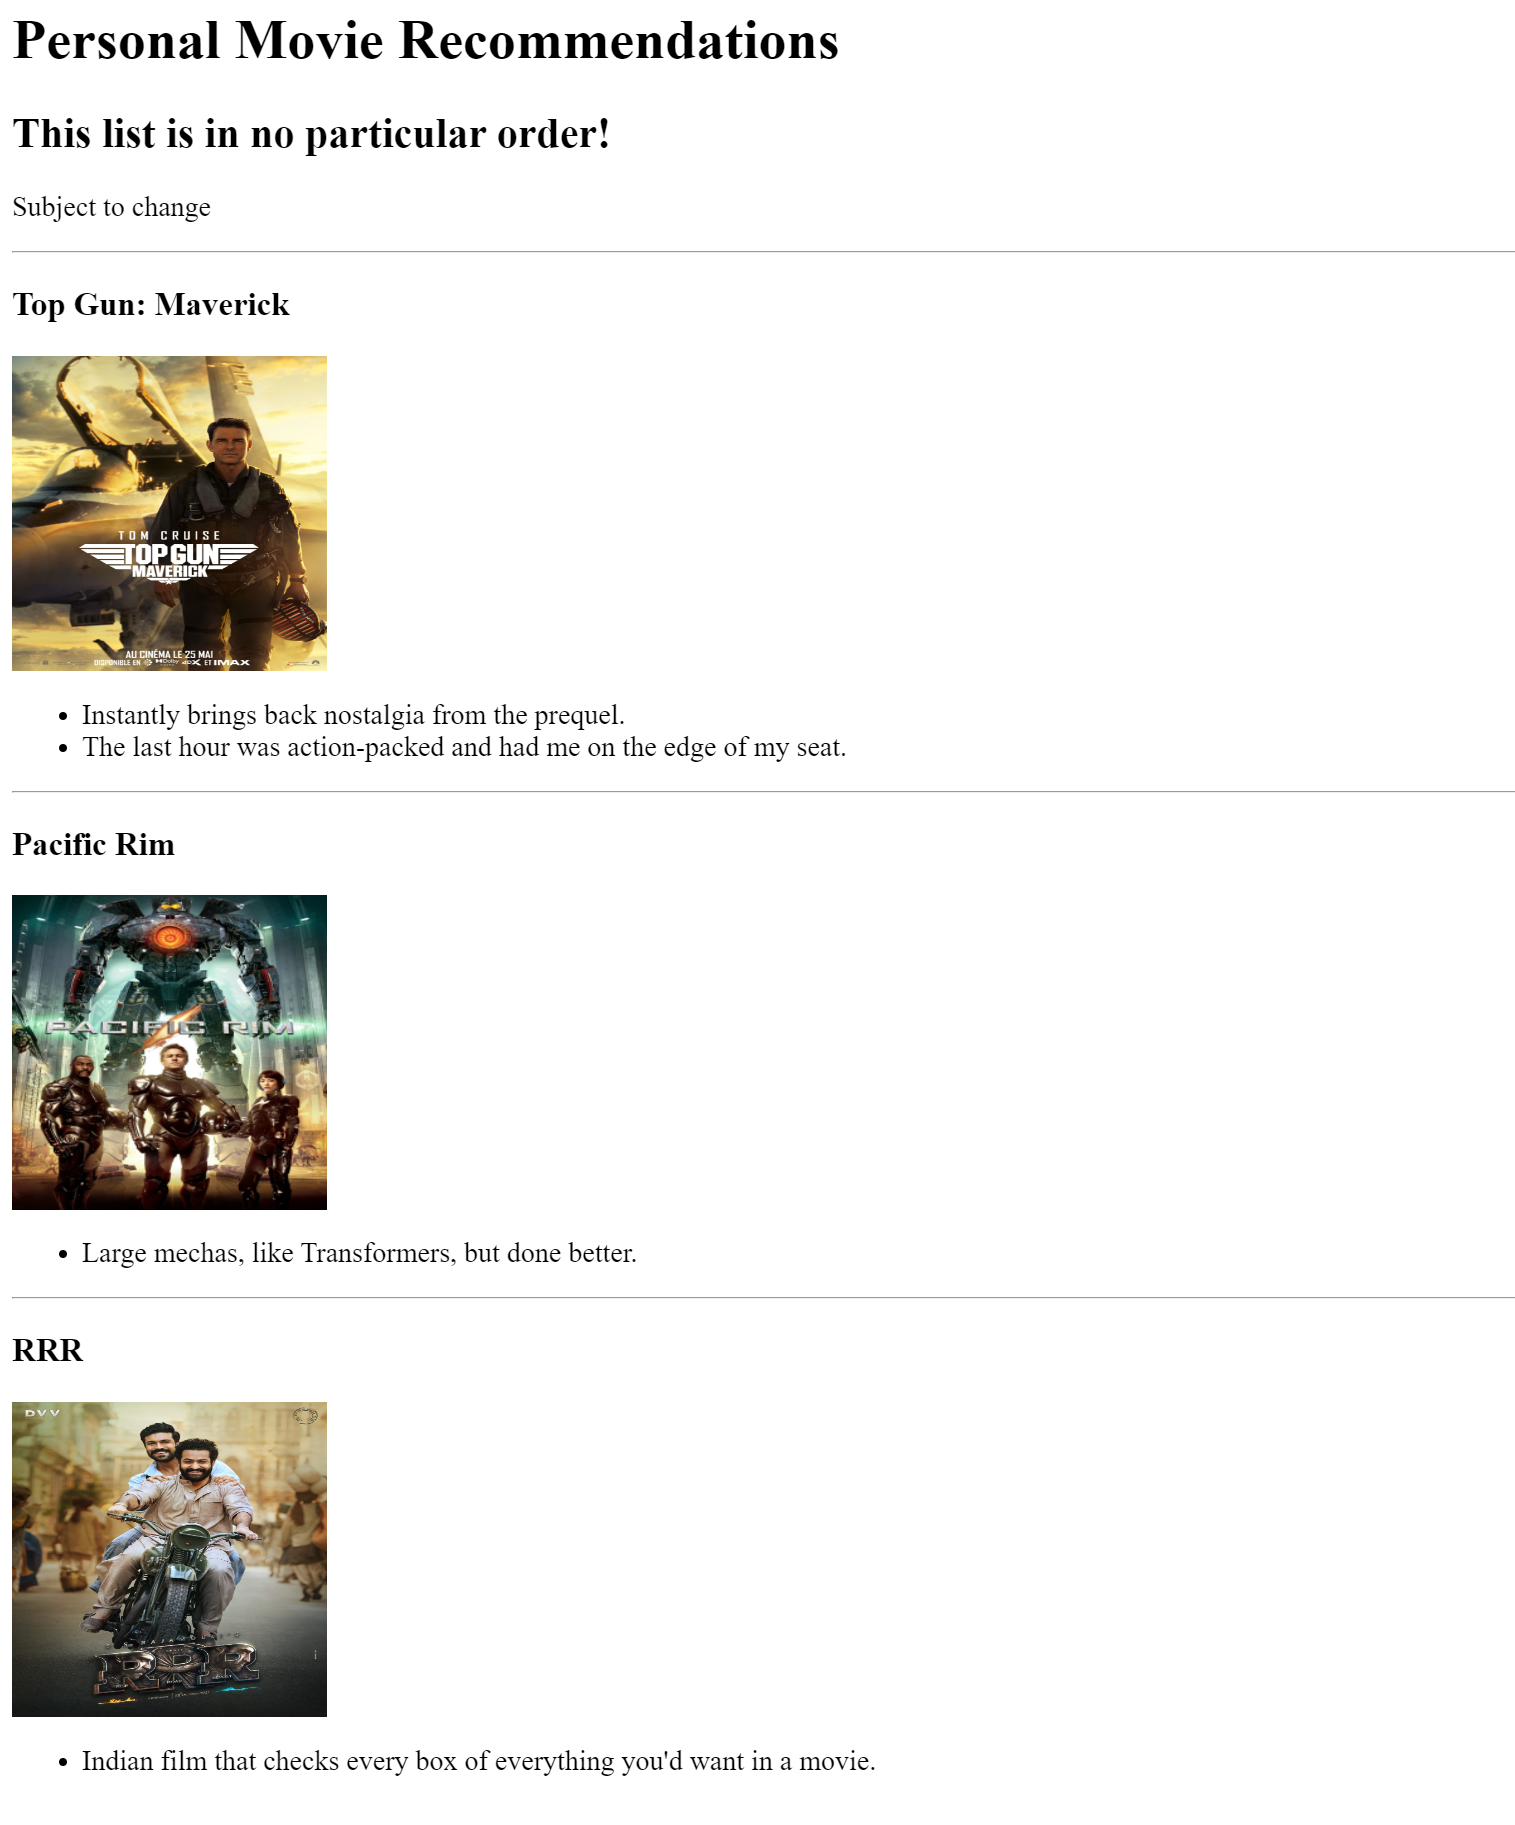 Personal Movie Recommendations
This list is in no particular order!
Subject to change
Top Gun: Maverick
TOM CRUISE
TOP GUN
MAVERICK
AU CINÉMA LE 25 MAI
DISPONIBLE EN Dolby 4DX ET IMAX
Instantly brings back nostalgia from the prequel.
The last hour was action-packed and had me on the edge of my seat.
Pacific Rim
PACIFIC RIM
Large mechas, like Transformers, but done better.
RRR
DVV
RRR
Indian film that checks every box of everything you'd want in a movie.